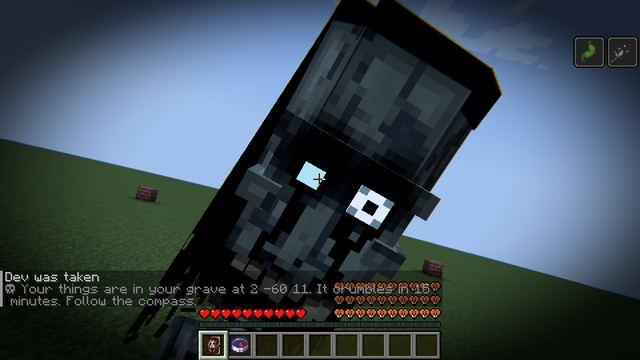 Dev was taken
☠ Your things are in your grave at 2 -60 11. It crumbles in 15
minutes. Follow the compass.